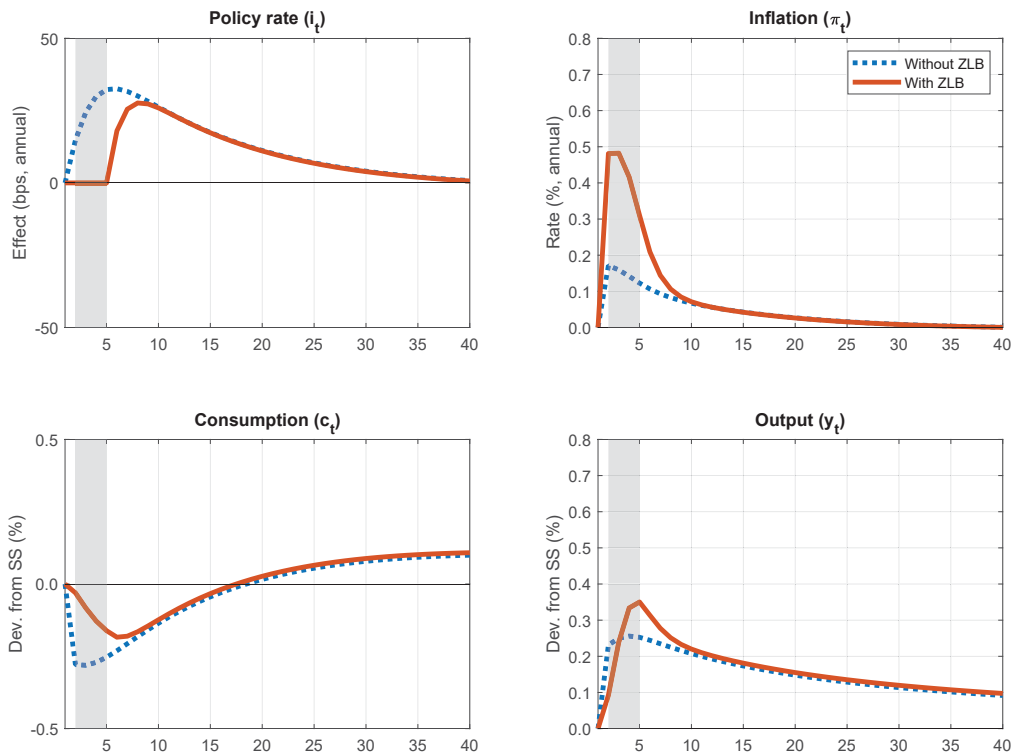 Policy rate (i_t)
Effect (bps, annual)
50
0
-50
5 10 15 20 25 30 35 40
Inflation (π_t)
Rate (%, annual)
0.8
0.7
0.6
0.5
0.4
0.3
0.2
0.1
0.0
5 10 15 20 25 30 35 40
Without ZLB
With ZLB
Consumption (c_t)
Dev. from SS (%)
0.5
0.0
-0.5
5 10 15 20 25 30 35 40
Output (y_t)
Dev. from SS (%)
0.8
0.7
0.6
0.5
0.4
0.3
0.2
0.1
0.0
5 10 15 20 25 30 35 40